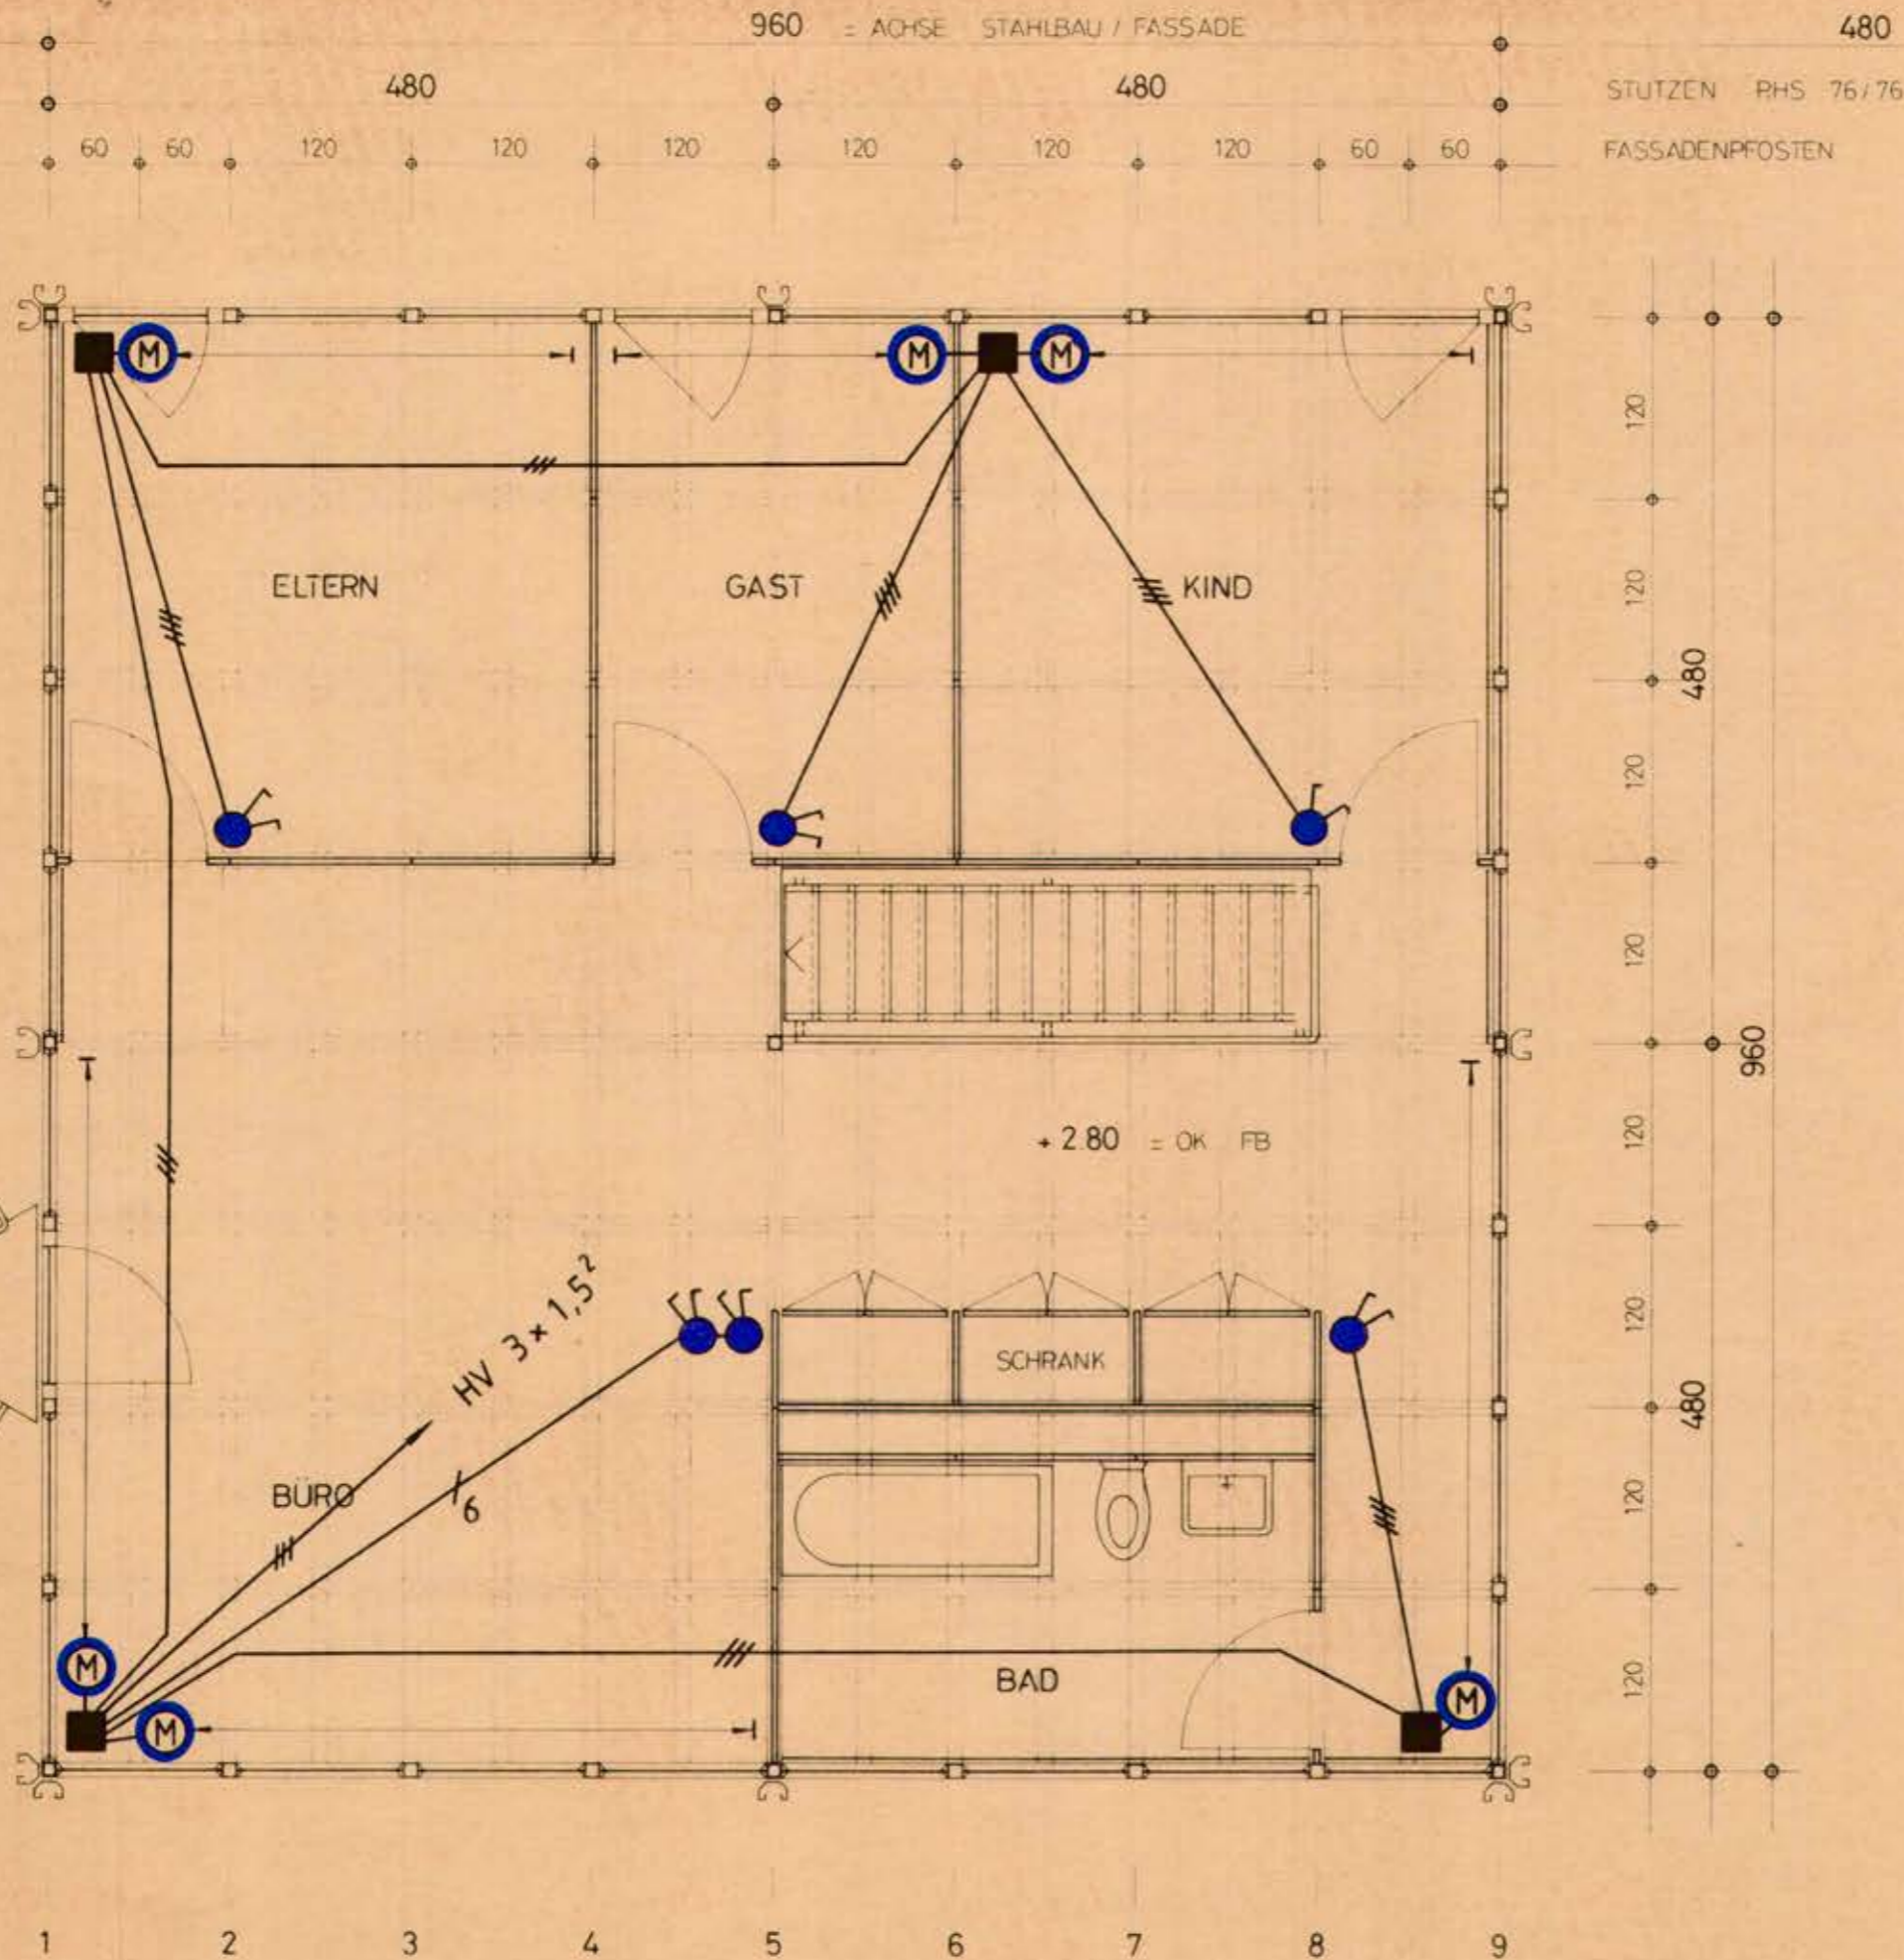 960 = ACHSE STAHLBAU / FASSADE 480
480 480 STÜTZEN RHS 76/76
60 60 120 120 120 120 120 120 60 60 FASSADENPFOSTEN
M M M
120
ELTERN GAST KIND 120
480
120
120
960
+ 2.80 = OK FB 120
HV 3 × 1,5²
120
SCHRANK
480
BÜRO 6 120
M BAD 120
M M
1 2 3 4 5 6 7 8 9